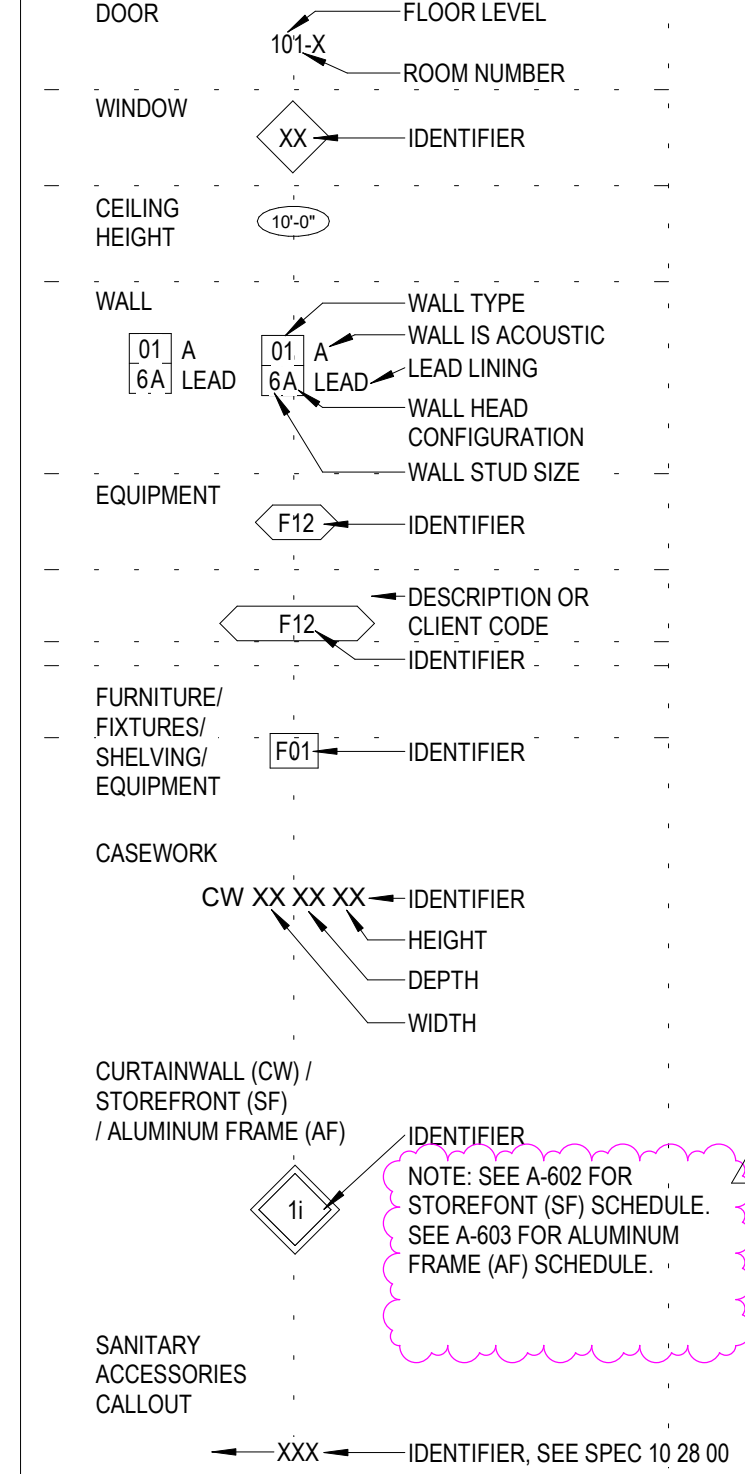 DOOR
FLOOR LEVEL
101-X
ROOM NUMBER
WINDOW
XX
IDENTIFIER
CEILING
HEIGHT
10'-0"
WALL
WALL TYPE
01 A
01 A
WALL IS ACOUSTIC
6A LEAD
6A LEAD
LEAD LINING
WALL HEAD
CONFIGURATION
WALL STUD SIZE
EQUIPMENT
F12
IDENTIFIER
DESCRIPTION OR
CLIENT CODE
F12
IDENTIFIER
FURNITURE/
FIXTURES/
SHELVING/
EQUIPMENT
F01
IDENTIFIER
CASEWORK
CW XX XX XX
IDENTIFIER
HEIGHT
DEPTH
WIDTH
CURTAINWALL (CW) /
STOREFRONT (SF)
/ ALUMINUM FRAME (AF)
IDENTIFIER
1i
NOTE: SEE A-602 FOR
STOREFONT (SF) SCHEDULE.
SEE A-603 FOR ALUMINUM
FRAME (AF) SCHEDULE.
SANITARY
ACCESSORIES
CALLOUT
XXX
IDENTIFIER, SEE SPEC 10 28 00